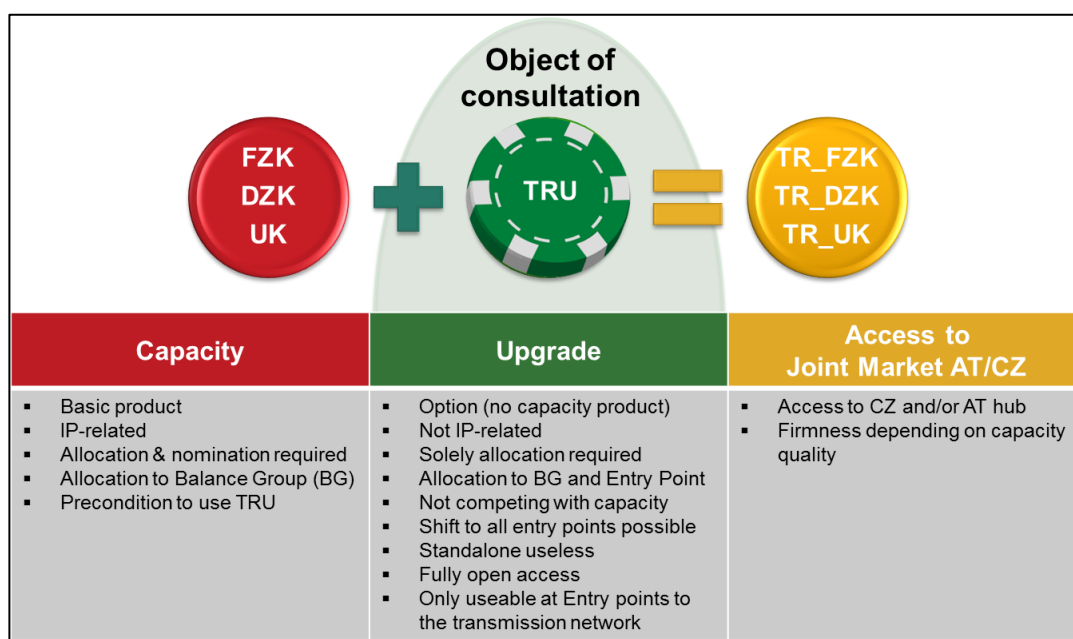 Object of
consultation
FZK
DZK
UK
TRU
TR_FZK
TR_DZK
TR_UK
Capacity
Upgrade
Access to
Joint Market AT/CZ
▪ Basic product
▪ IP-related
▪ Allocation & nomination required
▪ Allocation to Balance Group (BG)
▪ Precondition to use TRU
▪ Option (no capacity product)
▪ Not IP-related
▪ Solely allocation required
▪ Allocation to BG and Entry Point
▪ Not competing with capacity
▪ Shift to all entry points possible
▪ Standalone useless
▪ Fully open access
▪ Only useable at Entry points to
the transmission network
▪ Access to CZ and/or AT hub
▪ Firmness depending on capacity
quality